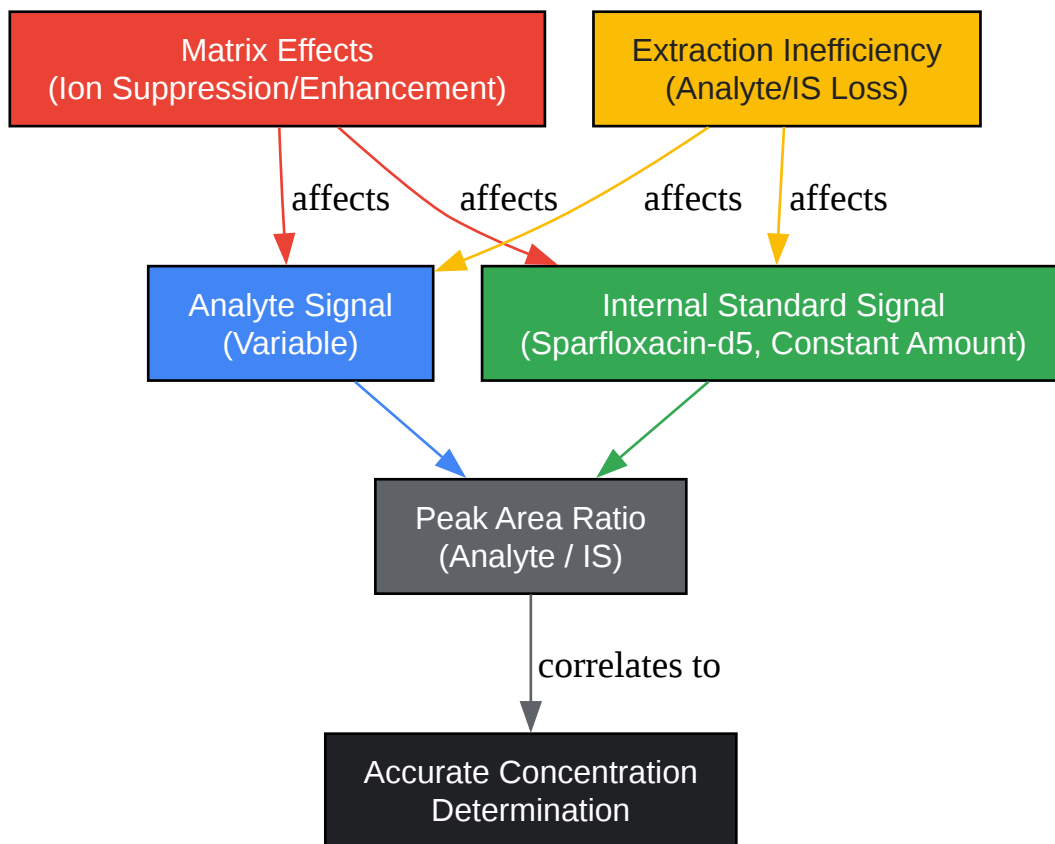 Matrix Effects
(Ion Suppression/Enhancement)
Extraction Inefficiency
(Analyte/IS Loss)
affects
affects
affects
affects
Analyte Signal
(Variable)
Internal Standard Signal
(Sparfloxacin-d5, Constant Amount)
Peak Area Ratio
(Analyte / IS)
correlates to
Accurate Concentration
Determination